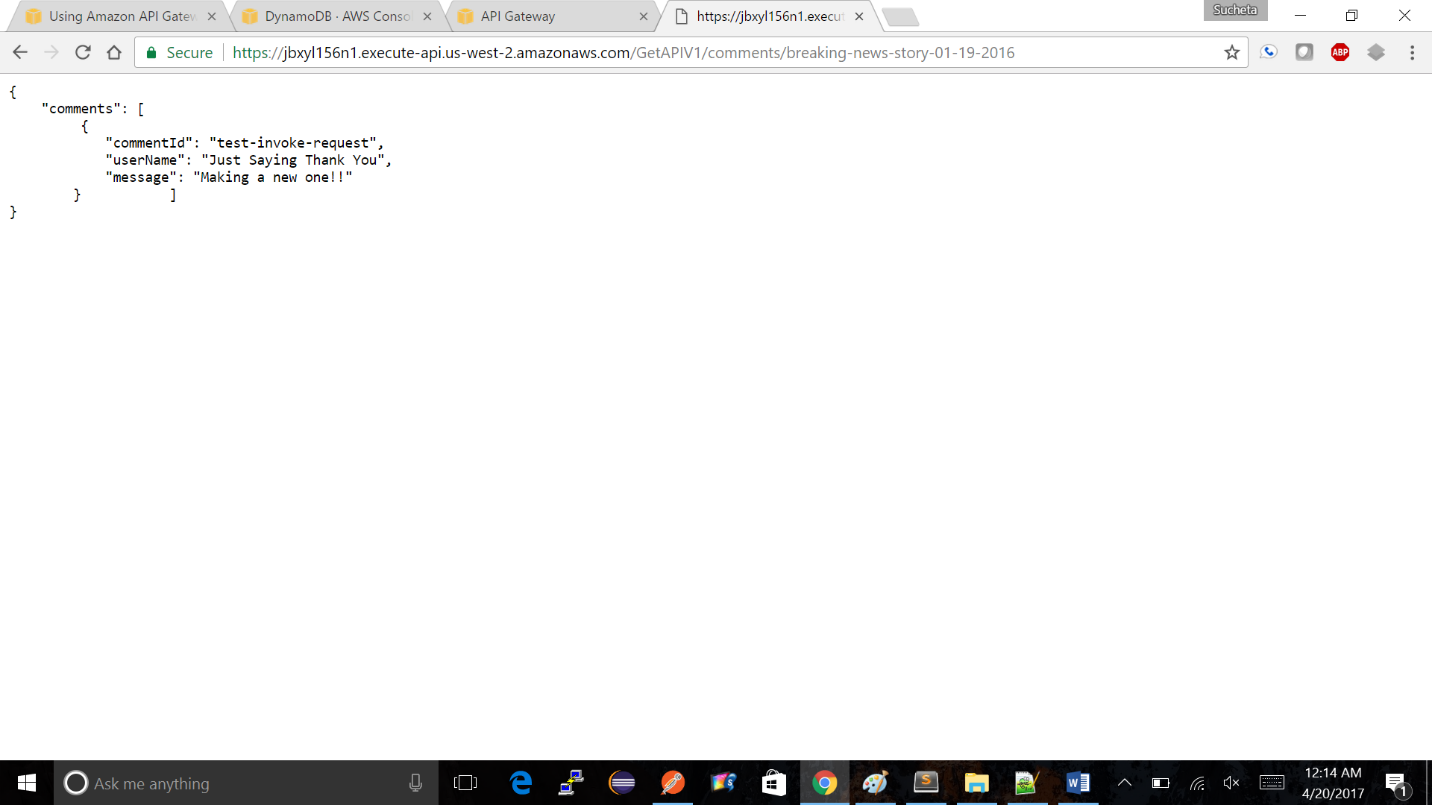 Using Amazon API Gatew
DynamoDB · AWS Conso
API Gateway
https://jbxyl156n1.execut
Sucheta
Secure
https://jbxyl156n1.execute-api.us-west-2.amazonaws.com/GetAPIV1/comments/breaking-news-story-01-19-2016
ABP
{
"comments": [
{
"commentId": "test-invoke-request",
"userName": "Just Saying Thank You",
"message": "Making a new one!!"
} ]
}
Ask me anything
12:14 AM
4/20/2017
1